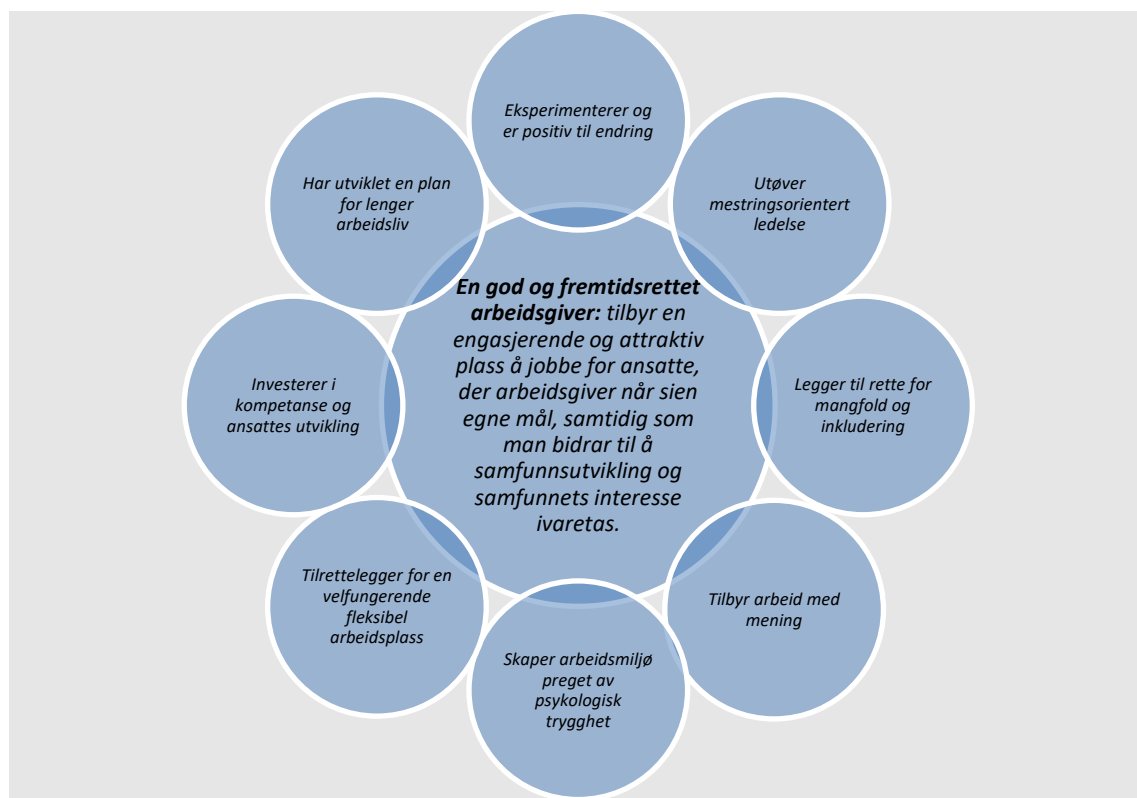 Eksperimenterer og
er positiv til endring
Utøver
mestringsorientert
ledelse
Legger til rette for
mangfold og
inkludering
Tilbyr arbeid med
mening
Skaper arbeidsmiljø
preget av
psykologisk
trygghet
Tilrettelegger for en
velfungerende
fleksibel
arbeidsplass
Investerer i
kompetanse og
ansattes utvikling
Har utviklet en plan
for lenger
arbeidsliv
En god og fremtidsrettet
arbeidsgiver: tilbyr en
engasjerende og attraktiv
plass å jobbe for ansatte,
der arbeidsgiver når sien
egne mål, samtidig som
man bidrar til å
samfunnsutvikling og
samfunnets interesse
ivaretas.